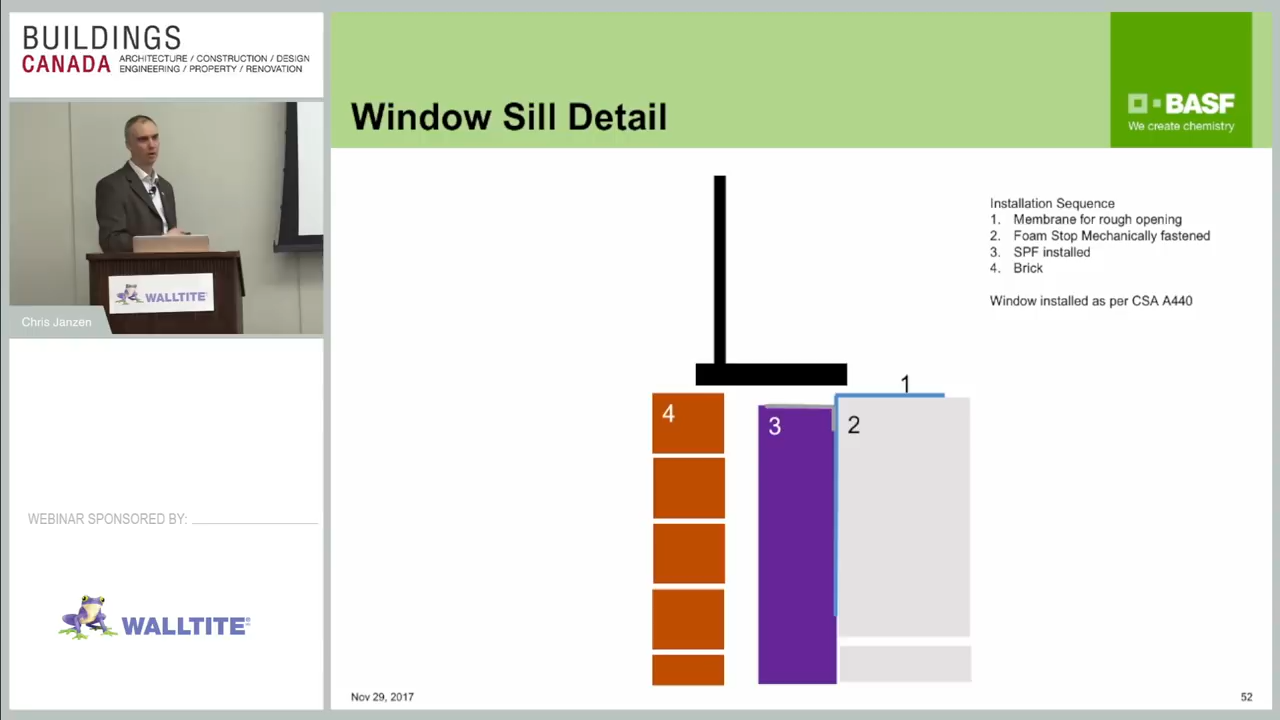 BUILDINGS
CANADA
ARCHITECTURE / CONSTRUCTION / DESIGN
ENGINEERING / PROPERTY / RENOVATION
WALLTITE
Chris Janzen
WEBINAR SPONSORED BY:
WALLTITE®
Window Sill Detail
BASF
We create chemistry
Installation Sequence
1. Membrane for rough opening
2. Foam Stop Mechanically fastened
3. SPF installed
4. Brick
Window installed as per CSA A440
1
4
3
2
Nov 29, 2017
52